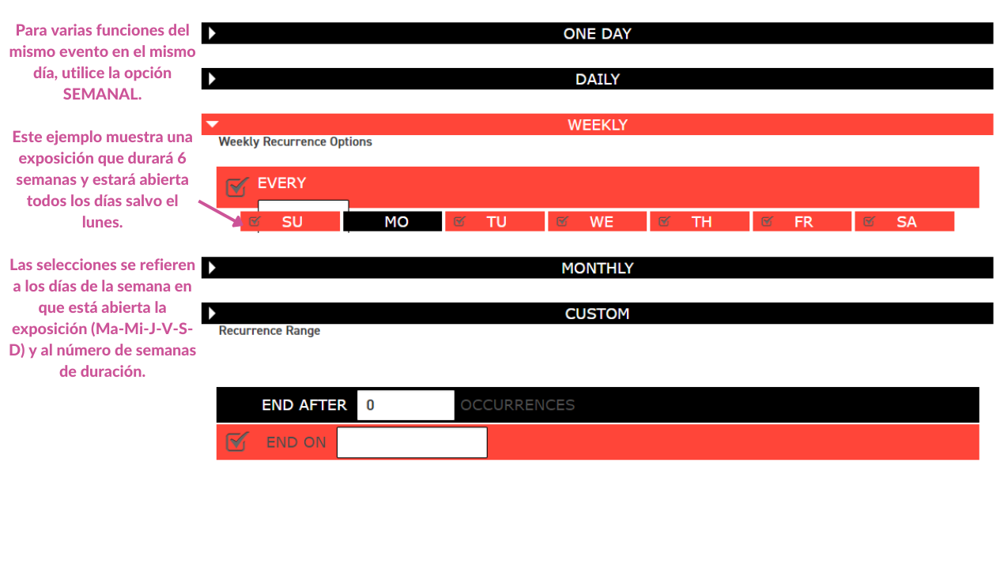 Para varias funciones del
mismo evento en el mismo
día, utilice la opción
SEMANAL.
Este ejemplo muestra una
exposición que durará 6
semanas y estará abierta
todos los días salvo el
lunes.
Las selecciones se refieren
a los días de la semana en
que está abierta la
exposición (Ma-Mi-J-V-S-
D) y al número de semanas
de duración.
ONE DAY
DAILY
WEEKLY
Weekly Recurrence Options
EVERY
SU MO TU WE TH FR SA
MONTHLY
CUSTOM
Recurrence Range
END AFTER 0 OCCURRENCES
END ON